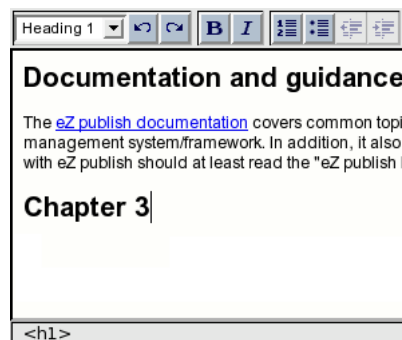 Heading 1
B I
Documentation and guidance
The eZ publish documentation covers common topi
management system/framework. In addition, it also
with eZ publish should at least read the "eZ publish
Chapter 3
<h1>